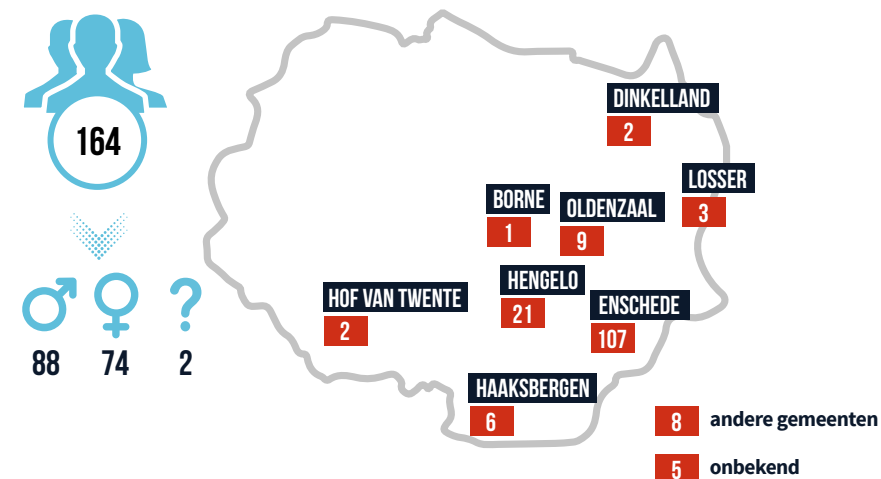 164
88 74 ? 2
DINKELLAND
2
LOSSER
3
BORNE
1
OLDENZAAL
9
HENGELO
21
ENSCHEDE
107
HOF VAN TWENTE
2
HAAKSBERGEN
6
8 andere gemeenten
5 onbekend